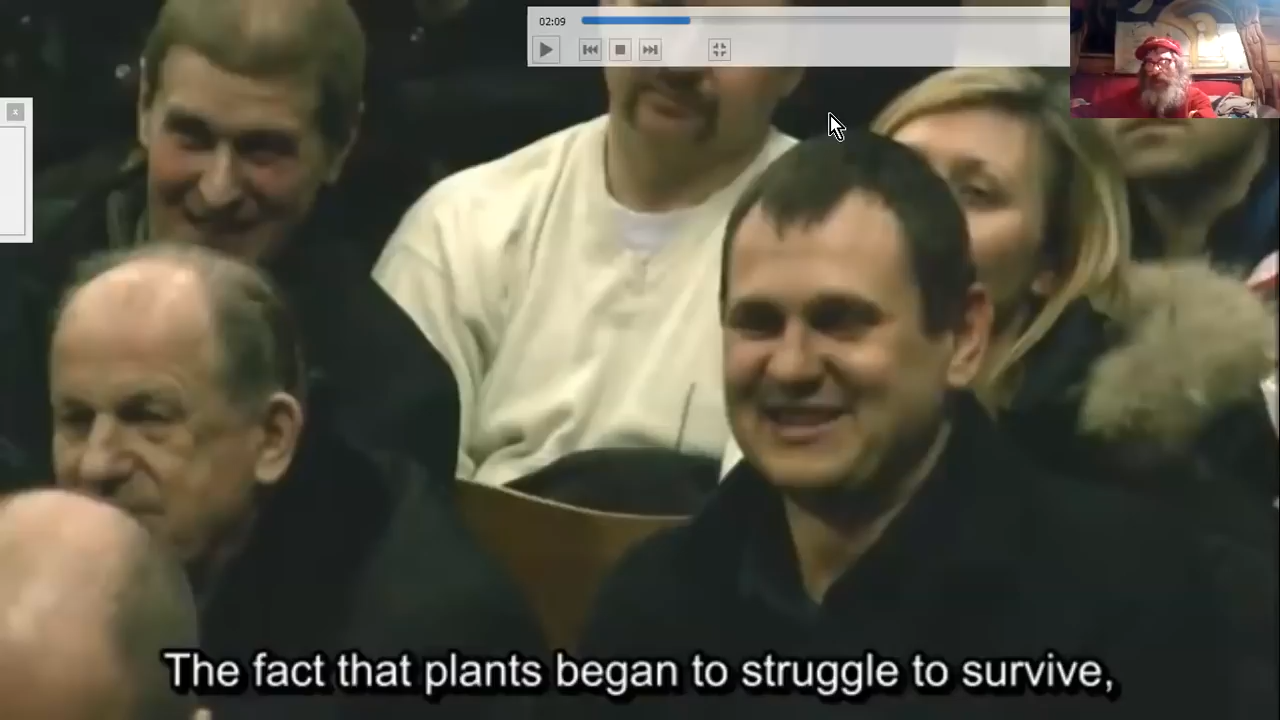 02:09
x
The fact that plants began to struggle to survive,